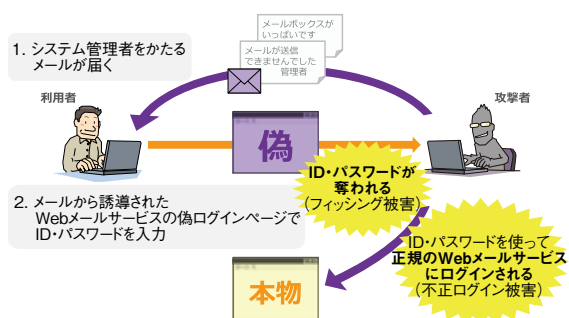 メールボックスが
いっぱいです
メールが送信
できませんでした
管理者
1. システム管理者をかたる
メールが届く
利用者
攻撃者
偽
ID・パスワードが
奪われる
(フィッシング被害)
2. メールから誘導された
Webメールサービスの偽ログインページで
ID・パスワードを入力
ID・パスワードを使って
正規のWebメールサービス
にログインされる
(不正ログイン被害)
本物